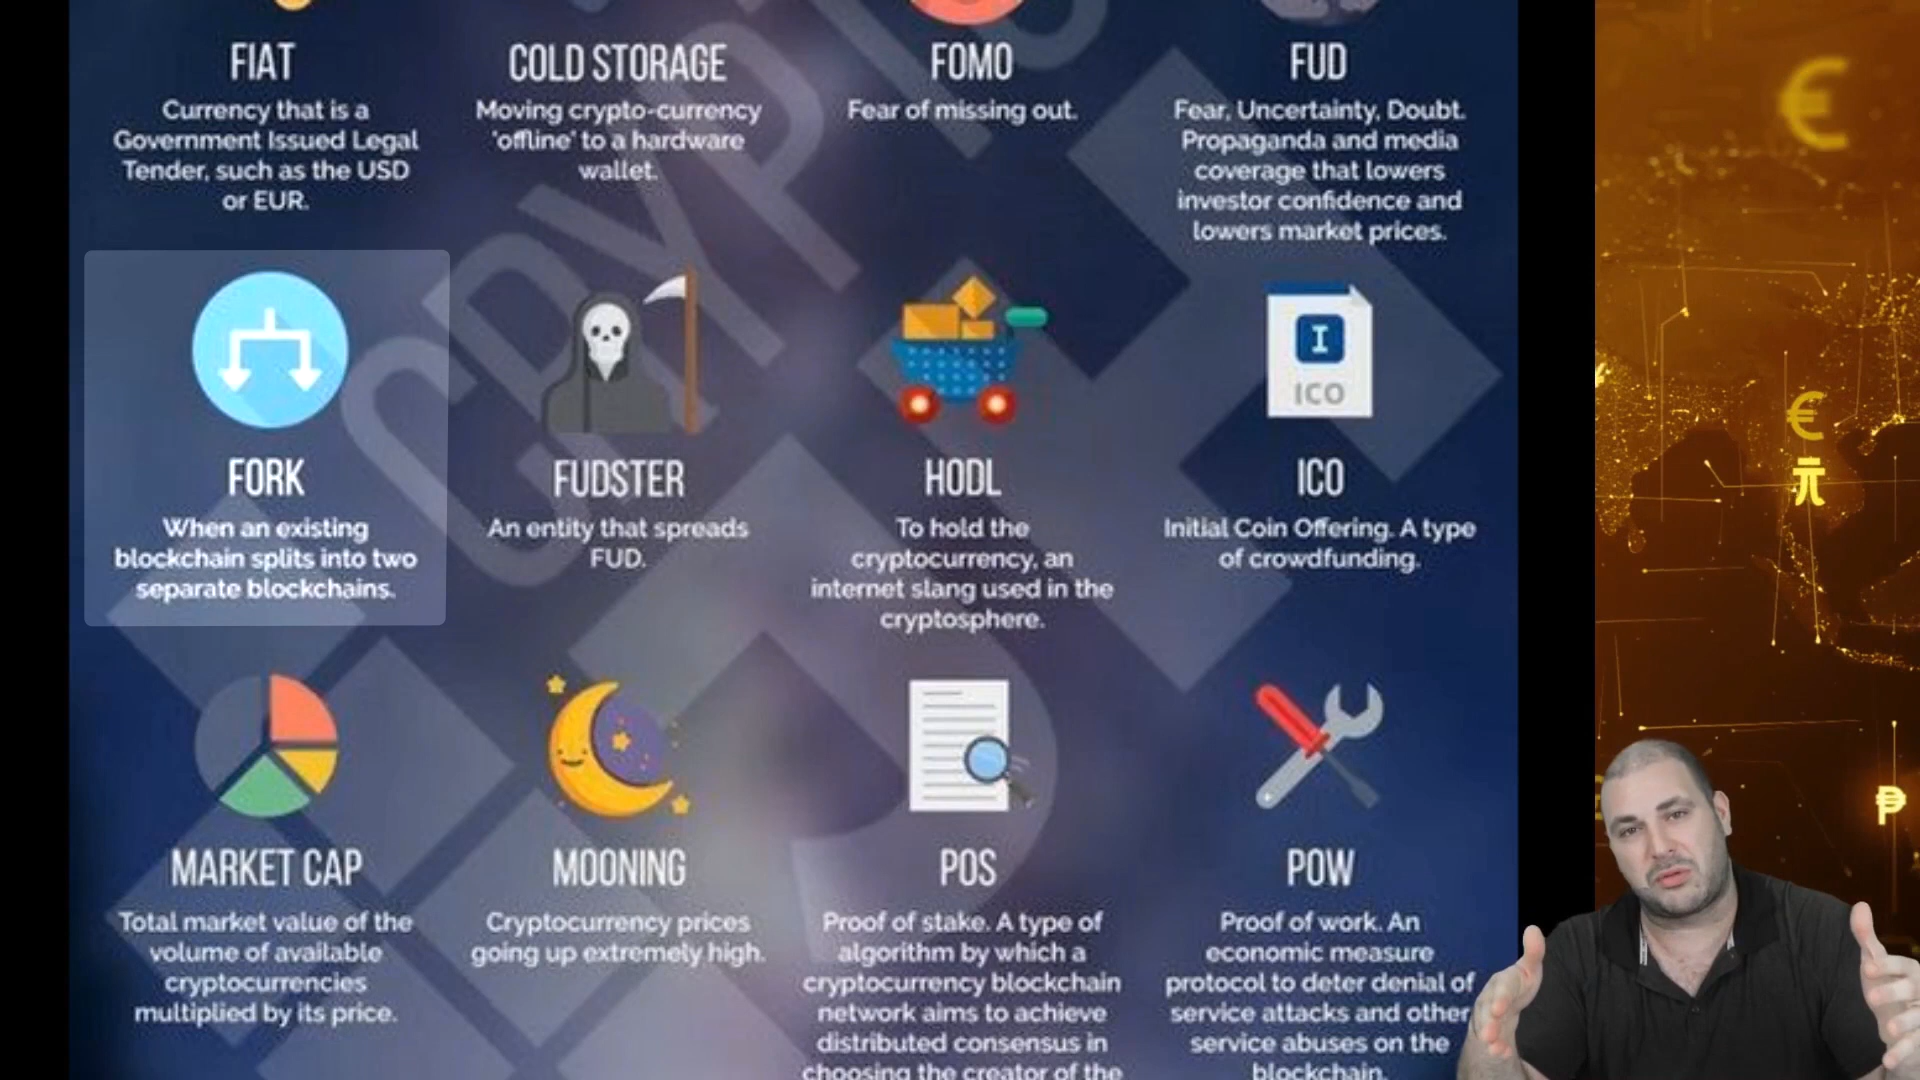 FIAT
Currency that is a
Government Issued Legal
Tender, such as the USD
or EUR.
COLD STORAGE
Moving crypto-currency
'offline' to a hardware
wallet.
FOMO
Fear of missing out.
FUD
Fear, Uncertainty, Doubt.
Propaganda and media
coverage that lowers
investor confidence and
lowers market prices.
FORK
When an existing
blockchain splits into two
separate blockchains.
FUDSTER
An entity that spreads
FUD.
HODL
To hold the
cryptocurrency, an
internet slang used in the
cryptosphere.
I
ICO
ICO
Initial Coin Offering. A type
of crowdfunding.
MARKET CAP
Total market value of the
volume of available
cryptocurrencies
multiplied by its price.
MOONING
Cryptocurrency prices
going up extremely high.
POS
Proof of stake. A type of
algorithm by which a
cryptocurrency blockchain
network aims to achieve
distributed consensus in
choosing the creator of the
POW
Proof of work. An
economic measure
protocol to deter denial of
service attacks and other
service abuses on the
blockchain.
€
€
元
₱